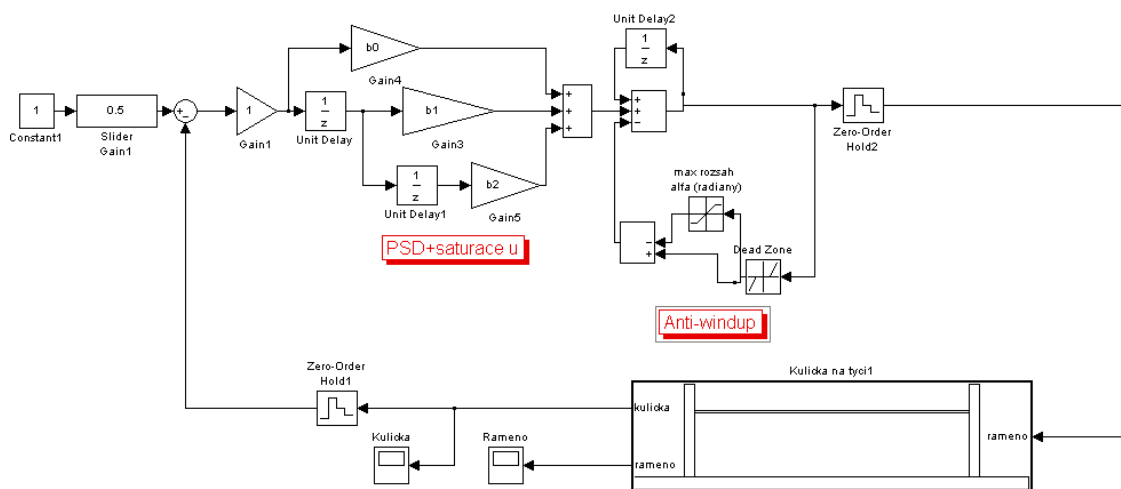 Unit Delay2
1
z
b0
Gain4
1
Constant1
0.5
Slider
Gain1
+
−
1
Gain1
1
z
Unit Delay
b1
Gain3
+
+
+
+
+
−
Zero-Order
Hold2
1
z
Unit Delay1
b2
Gain5
max rozsah
alfa (radiany)
−
+
Dead Zone
PSD+saturace u
Anti-windup
Zero-Order
Hold1
Kulicka na tyci1
kulicka
rameno
rameno
Kulicka
Rameno